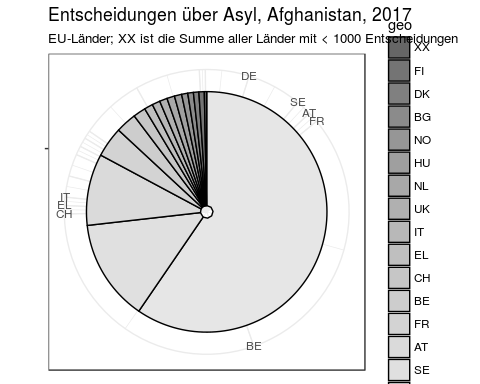 Entscheidungen über Asyl, Afghanistan, 2017
EU-Länder; XX ist die Summe aller Länder mit < 1000 Entscheidungen
geo
XX
FI
DK
BG
NO
HU
NL
UK
IT
EL
CH
BE
FR
AT
SE
DE
SE
AT
FR
IT
EL
CH
BE